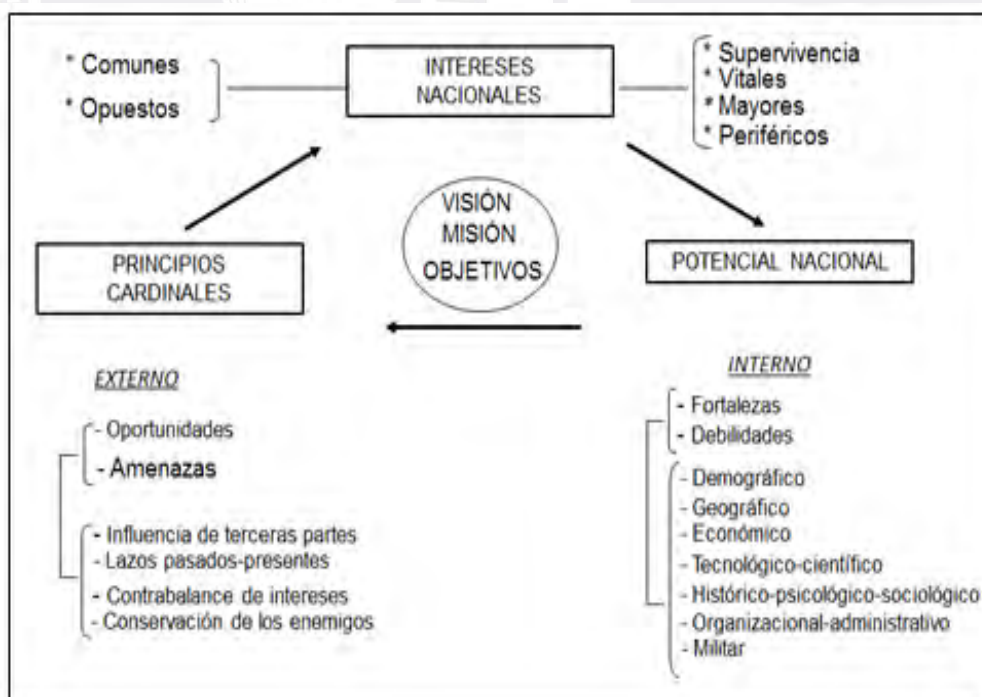 * Comunes
* Opuestos
INTERESES
NACIONALES
* Supervivencia
* Vitales
* Mayores
* Periféricos
VISIÓN
MISIÓN
OBJETIVOS
PRINCIPIOS
CARDINALES
POTENCIAL NACIONAL
EXTERNO
- Oportunidades
- Amenazas
- Influencia de terceras partes
- Lazos pasados-presentes
- Contrabalance de intereses
- Conservación de los enemigos
INTERNO
- Fortalezas
- Debilidades
- Demográfico
- Geográfico
- Económico
- Tecnológico-científico
- Histórico-psicológico-sociológico
- Organizacional-administrativo
- Militar